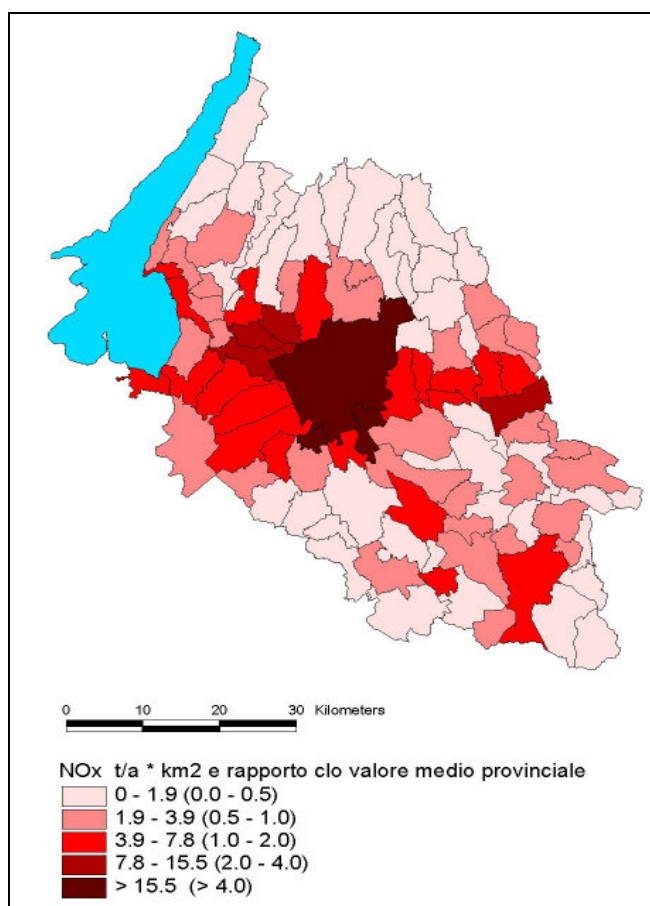 0 10 20 30 Kilometers
NOx t/a * km2 e rapporto clo valore medio provinciale
0 - 1.9 (0.0 - 0.5)
1.9 - 3.9 (0.5 - 1.0)
3.9 - 7.8 (1.0 - 2.0)
7.8 - 15.5 (2.0 - 4.0)
> 15.5 (> 4.0)